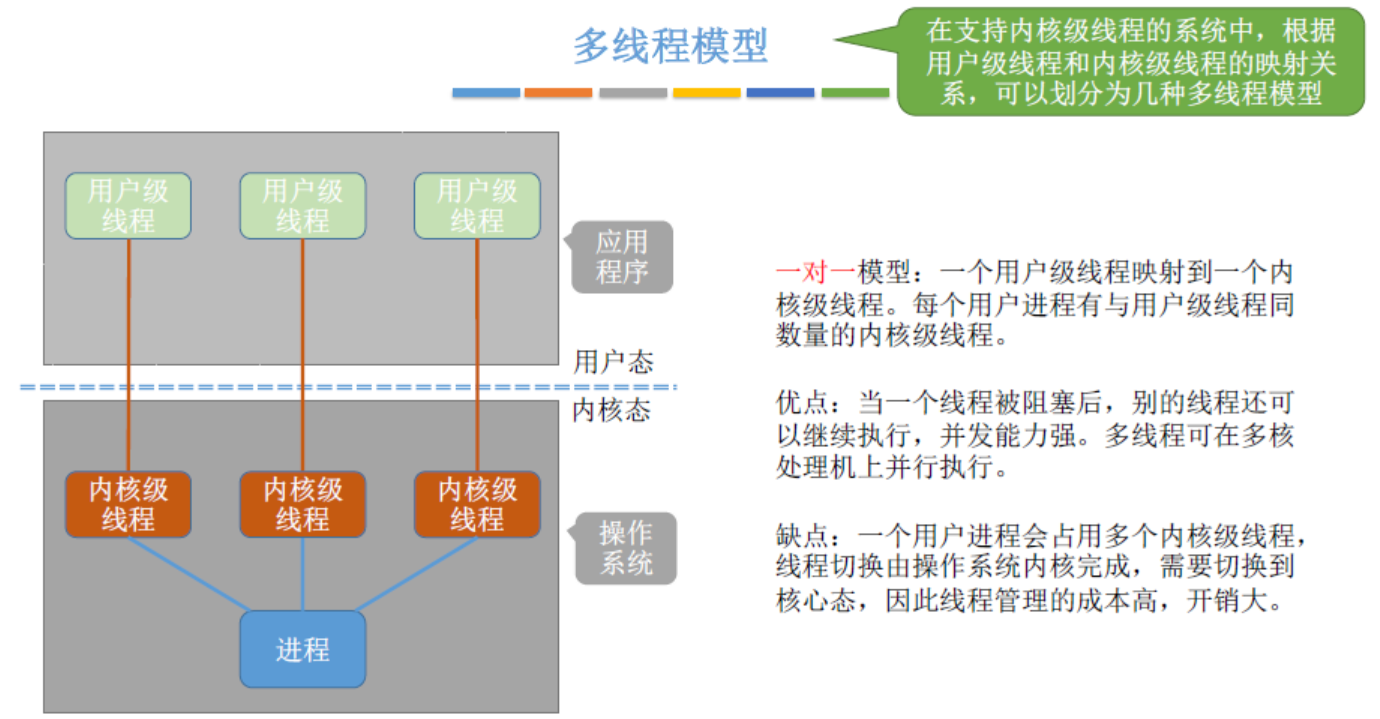 多线程模型
在支持内核级线程的系统中，根据
用户级线程和内核级线程的映射关
系，可以划分为几种多线程模型
用户级
线程
用户级
线程
用户级
线程
应用
程序
用户态
内核态
内核级
线程
内核级
线程
内核级
线程
操作
系统
进程
一对一模型：一个用户级线程映射到一个内
核级线程。每个用户进程有与用户级线程同
数量的内核级线程。
优点：当一个线程被阻塞后，别的线程还可
以继续执行，并发能力强。多线程可在多核
处理机上并行执行。
缺点：一个用户进程会占用多个内核级线程，
线程切换由操作系统内核完成，需要切换到
核心态，因此线程管理的成本高，开销大。